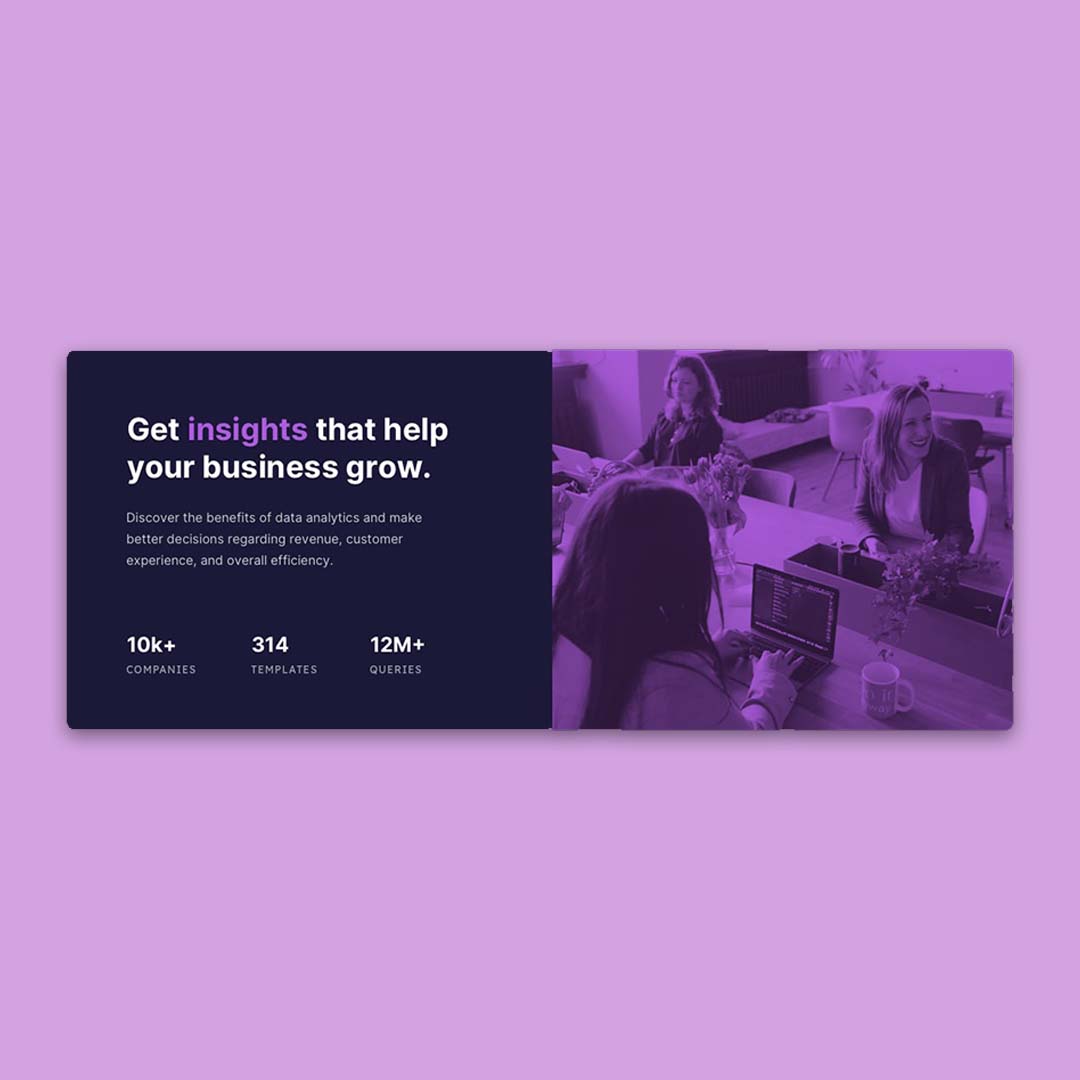 Get insights that help
your business grow.
Discover the benefits of data analytics and make
better decisions regarding revenue, customer
experience, and overall efficiency.
10k+ 314 12M+
COMPANIES TEMPLATES QUERIES